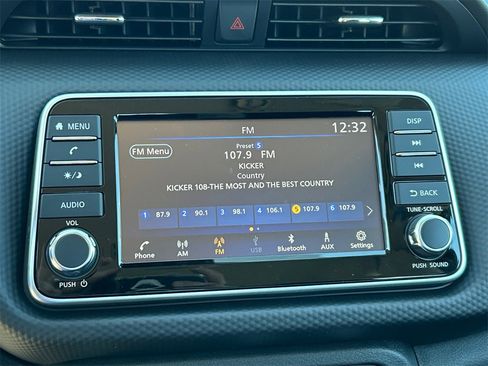 MENU
AUDIO
VOL
PUSH
FM
12:32
FM Menu
Preset 5
107.9 FM
KICKER
Country
KICKER 108-THE MOST AND THE BEST COUNTRY
1 87.9 2 90.1 3 98.1 4 106.1 5 107.9 6 107.9
Phone AM FM USB Bluetooth AUX Settings
DISP
BACK
TUNE·SCROLL
PUSH SOUND